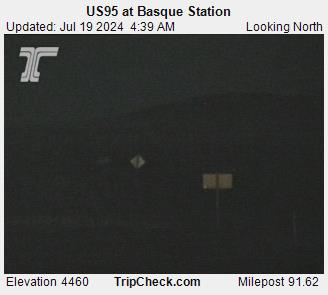 US95 at Basque Station
Updated: Jul 19 2024 4:39 AM Looking North
Elevation 4460 TripCheck.com Milepost 91.62